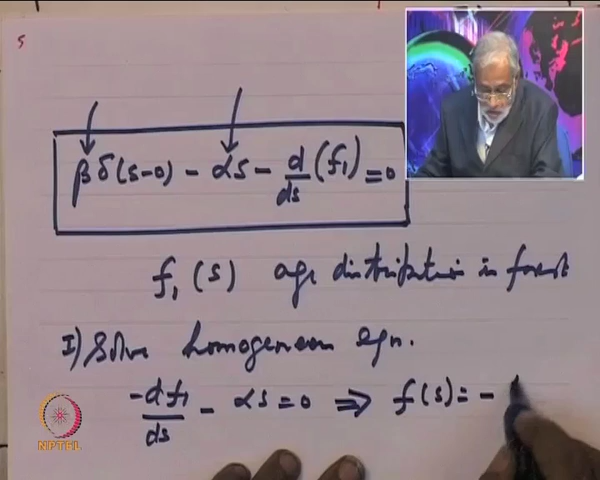 5
β δ(s-0) - αs - d/ds (f₁) = 0
f₁(s) age distribution in forest
I) Solve homogeneous eqn.
-df₁/ds - αs = 0 ⇒ f(s) = -
NPTEL